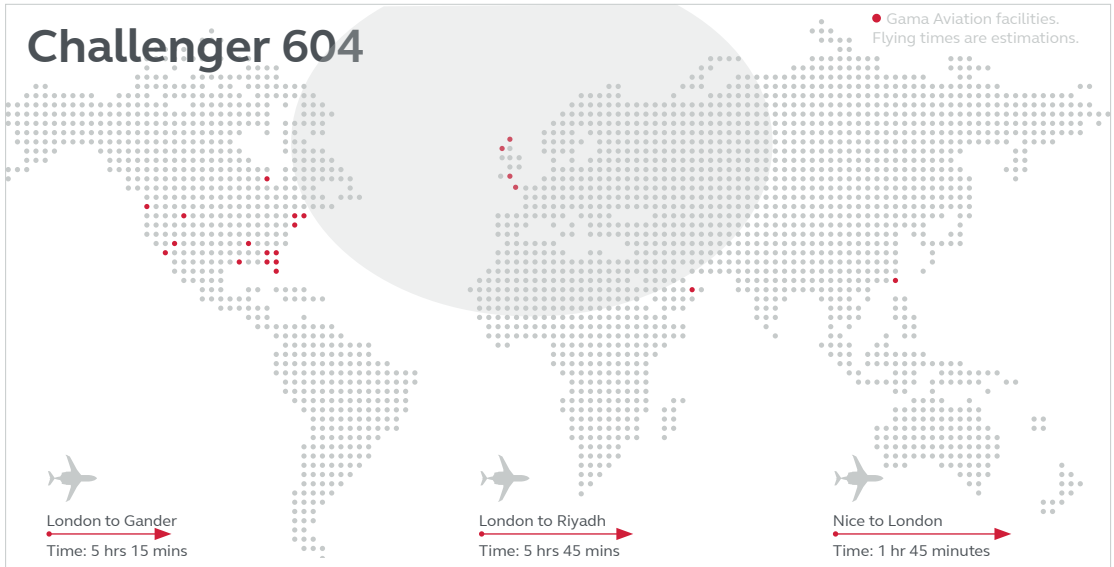 Challenger 604
Gama Aviation facilities.
Flying times are estimations.
London to Gander
Time: 5 hrs 15 mins
London to Riyadh
Time: 5 hrs 45 mins
Nice to London
Time: 1 hr 45 minutes